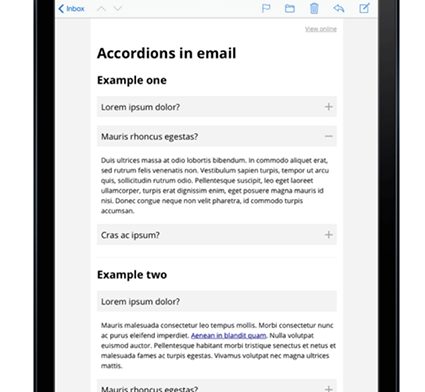 Inbox
View online
Accordions in email
Example one
Lorem ipsum dolor?
Mauris rhoncus egestas?
Duis ultrices massa at odio lobortis bibendum. In commodo aliquet erat,
sed rutrum felis venenatis non. Vestibulum sapien turpis, tempor ut arcu
quis, sollicitudin rutrum odio. Pellentesque suscipit, leo eget laoreet
ullamcorper, turpis erat dignissim enim, eget posuere magna mauris id
nisi. Donec congue neque non velit pharetra, id commodo turpis
accumsan.
Cras ac ipsum?
Example two
Lorem ipsum dolor?
Mauris malesuada consectetur leo tempus mollis. Morbi consectetur nunc
ac purus eleifend imperdiet. Aenean in blandit quam. Nulla volutpat
euismod auctor. Pellentesque habitant morbi tristique senectus et netus et
malesuada fames ac turpis egestas. Vivamus volutpat nec magna ultrices
mattis.
Mauris rhoncus egestas?